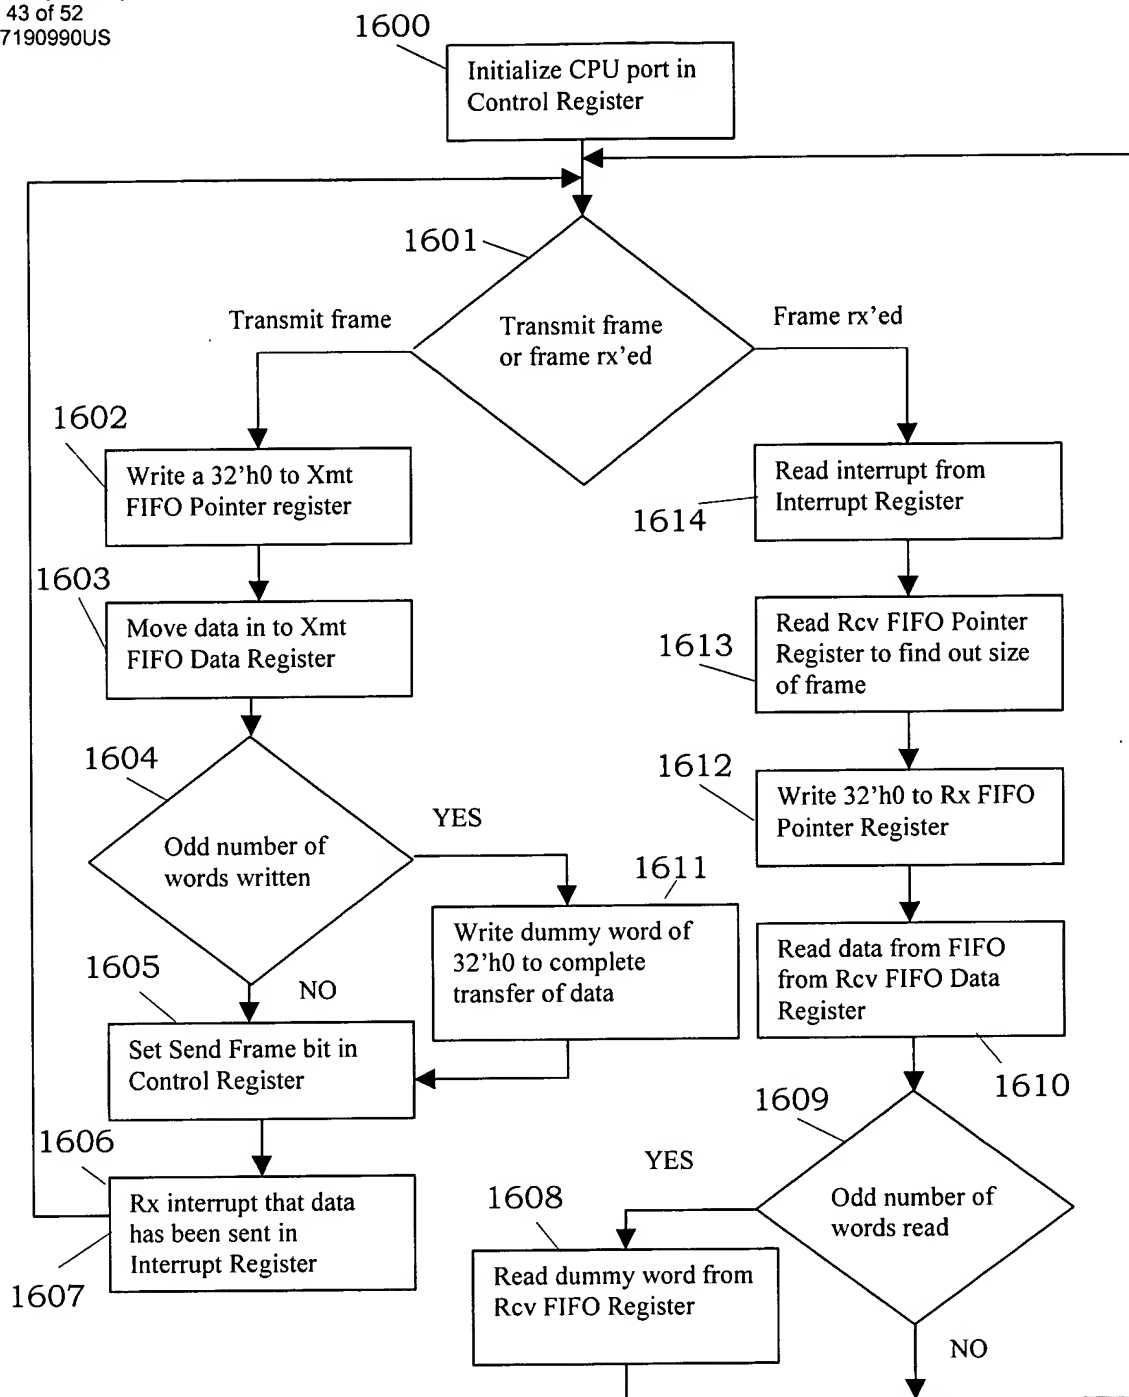 43 of 52
7190990US
1600
Initialize CPU port in
Control Register
1601
Transmit frame
Frame rx'ed
Transmit frame
or frame rx'ed
1602
Write a 32'h0 to Xmt
FIFO Pointer register
Read interrupt from
Interrupt Register
1614
1603
Move data in to Xmt
FIFO Data Register
Read Rcv FIFO Pointer
Register to find out size
of frame
1613
1604
Odd number of
words written
YES
1612
Write 32'h0 to Rx FIFO
Pointer Register
1611
Write dummy word of
32'h0 to complete
transfer of data
Read data from FIFO
from Rcv FIFO Data
Register
1610
1605
NO
Set Send Frame bit in
Control Register
1609
1606
Rx interrupt that data
has been sent in
Interrupt Register
1607
YES
Odd number of
words read
1608
Read dummy word from
Rcv FIFO Register
NO